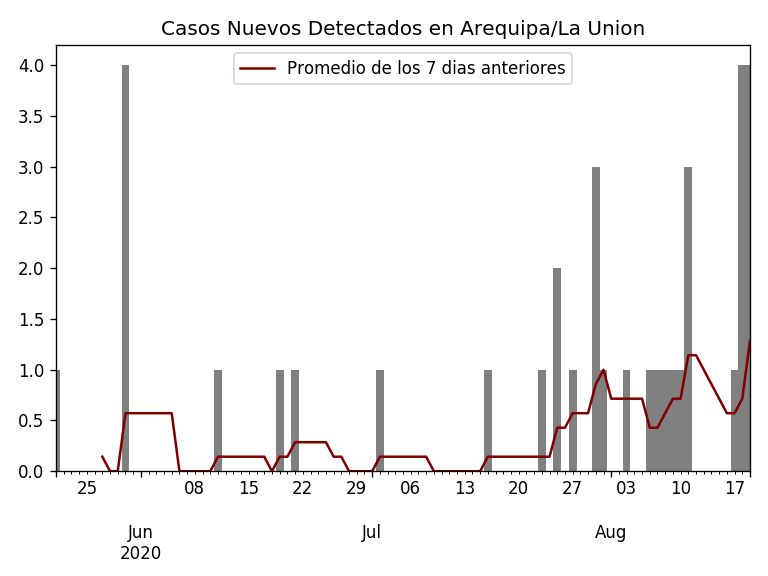 Casos Nuevos Detectados en Arequipa/La Union
Promedio de los 7 dias anteriores
4.0
3.5
3.0
2.5
2.0
1.5
1.0
0.5
0.0
25 08 15 22 29 06 13 20 27 03 10 17
Jun Jul Aug
2020